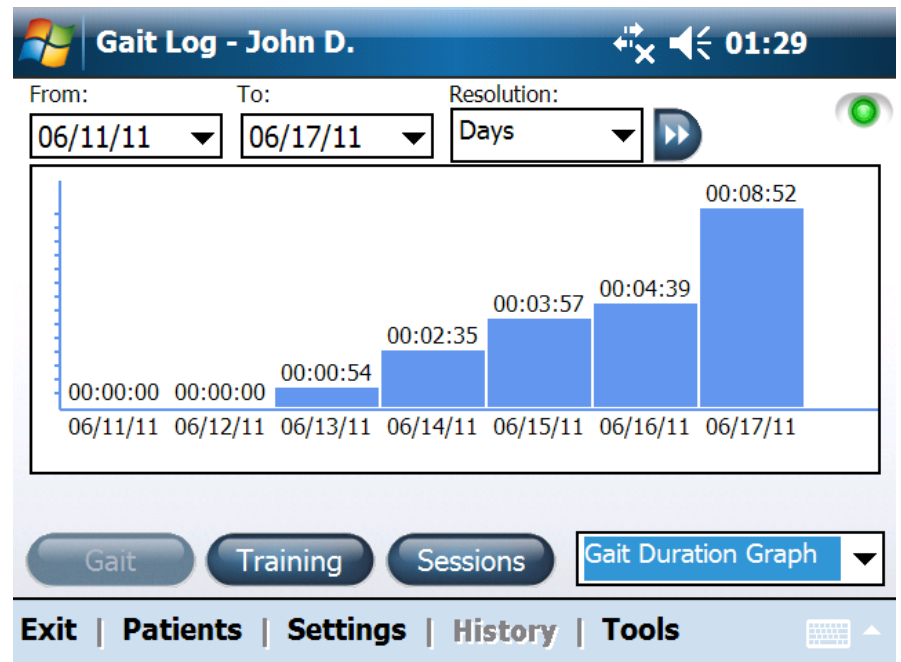 Gait Log - John D. 01:29
From: To: Resolution:
06/11/11 06/17/11 Days
00:08:52
00:04:39
00:03:57
00:02:35
00:00:54
00:00:00 00:00:00
06/11/11 06/12/11 06/13/11 06/14/11 06/15/11 06/16/11 06/17/11
Gait Training Sessions Gait Duration Graph
Exit | Patients | Settings | History | Tools